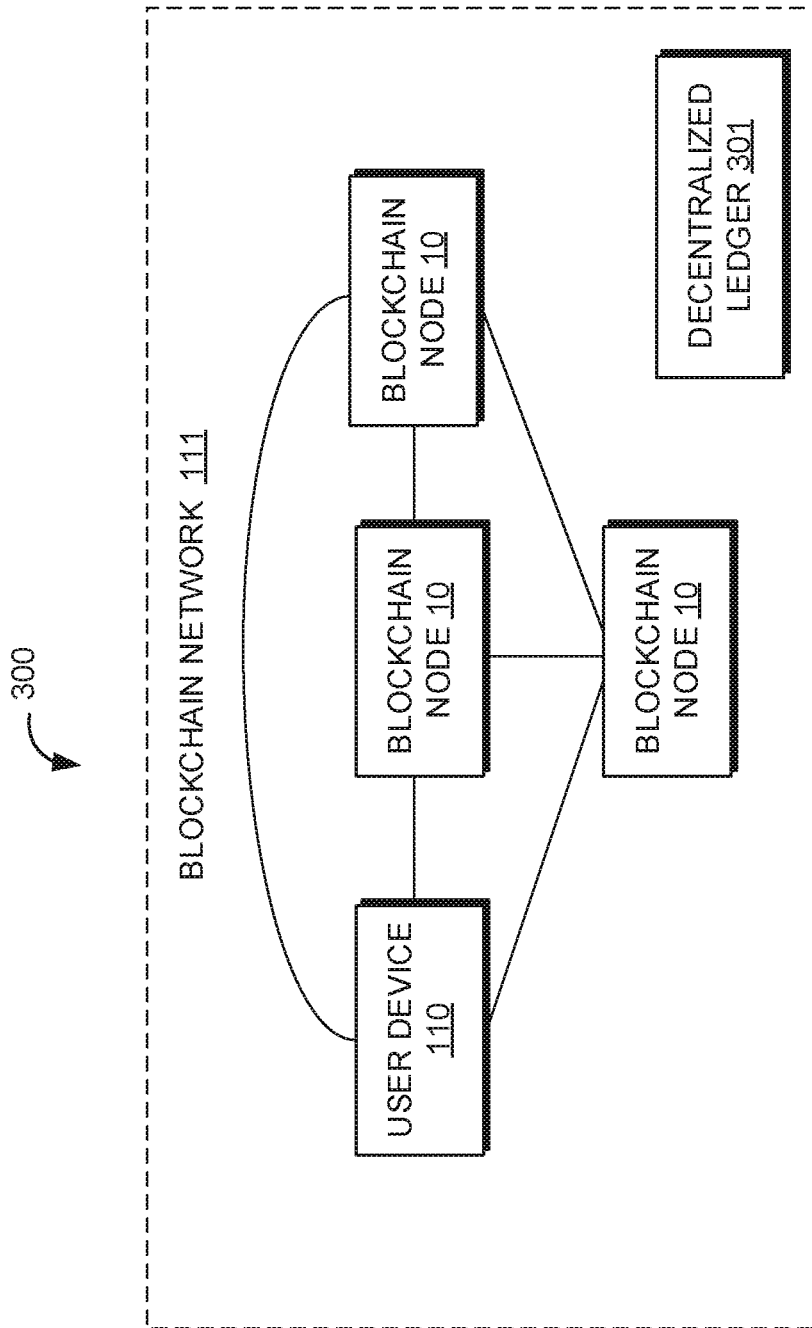 300
BLOCKCHAIN NETWORK 111
USER DEVICE
110
BLOCKCHAIN
NODE 10
BLOCKCHAIN
NODE 10
BLOCKCHAIN
NODE 10
DECENTRALIZED
LEDGER 301